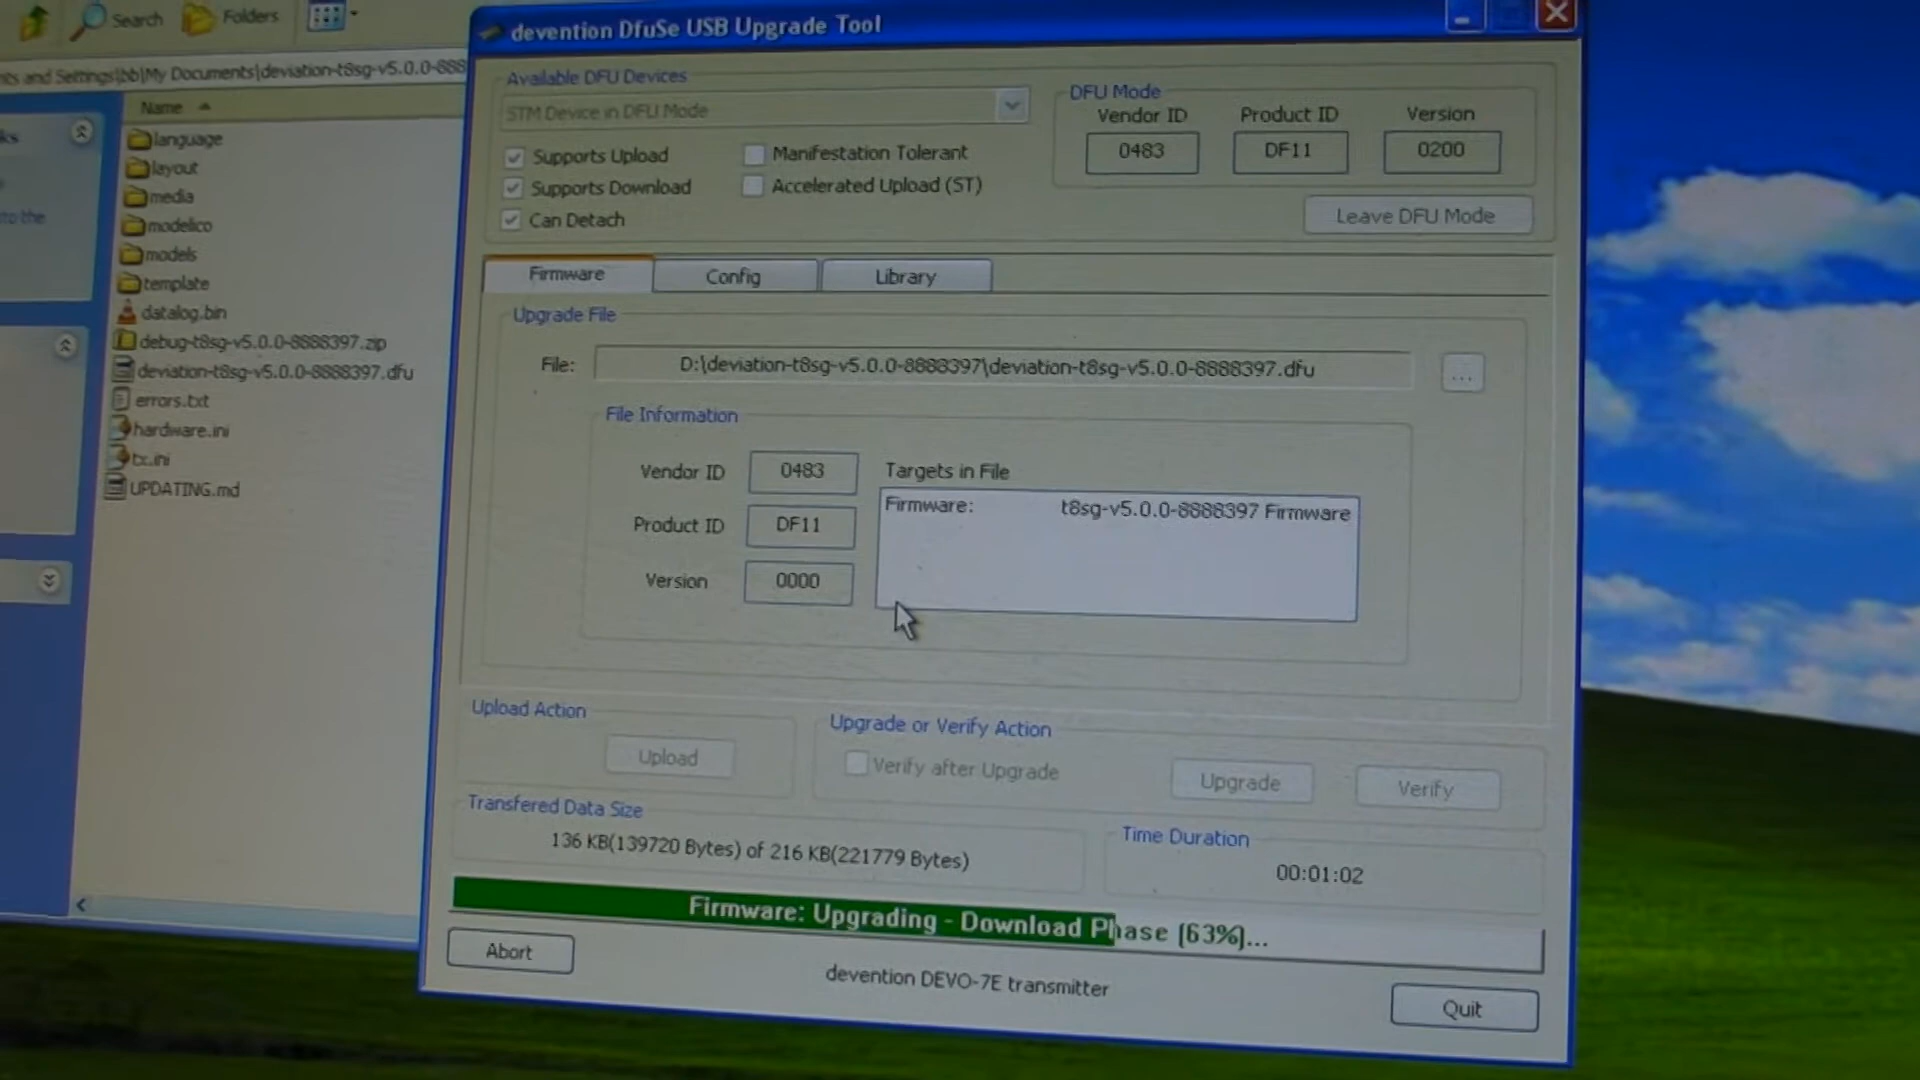 Search
Folders
nts and Settings\bb\My Documents\deviation-t8sg-v5.0.0-888
Name
language
layout
media
modelico
models
template
datalog.bin
debug-t8sg-v5.0.0-8888397.zip
deviation-t8sg-v5.0.0-8888397.dfu
errors.txt
hardware.ini
tx.ini
UPDATING.md
ks
to the
devention DfuSe USB Upgrade Tool
Available DFU Devices
STM Device in DFU Mode
Supports Upload
Manifestation Tolerant
Supports Download
Accelerated Upload (ST)
Can Detach
DFU Mode
Vendor ID
Product ID
Version
0483
DF11
0200
Leave DFU Mode
Firmware
Config
Library
Upgrade File
File:
D:\deviation-t8sg-v5.0.0-8888397\deviation-t8sg-v5.0.0-8888397.dfu
...
File Information
Vendor ID
0483
Product ID
DF11
Version
0000
Targets in File
Firmware:
t8sg-v5.0.0-8888397 Firmware
Upload Action
Upload
Upgrade or Verify Action
Verify after Upgrade
Upgrade
Verify
Transfered Data Size
136 KB(139720 Bytes) of 216 KB(221779 Bytes)
Time Duration
00:01:02
Firmware: Upgrading - Download Phase (63%)...
Abort
devention DEVO-7E transmitter
Quit